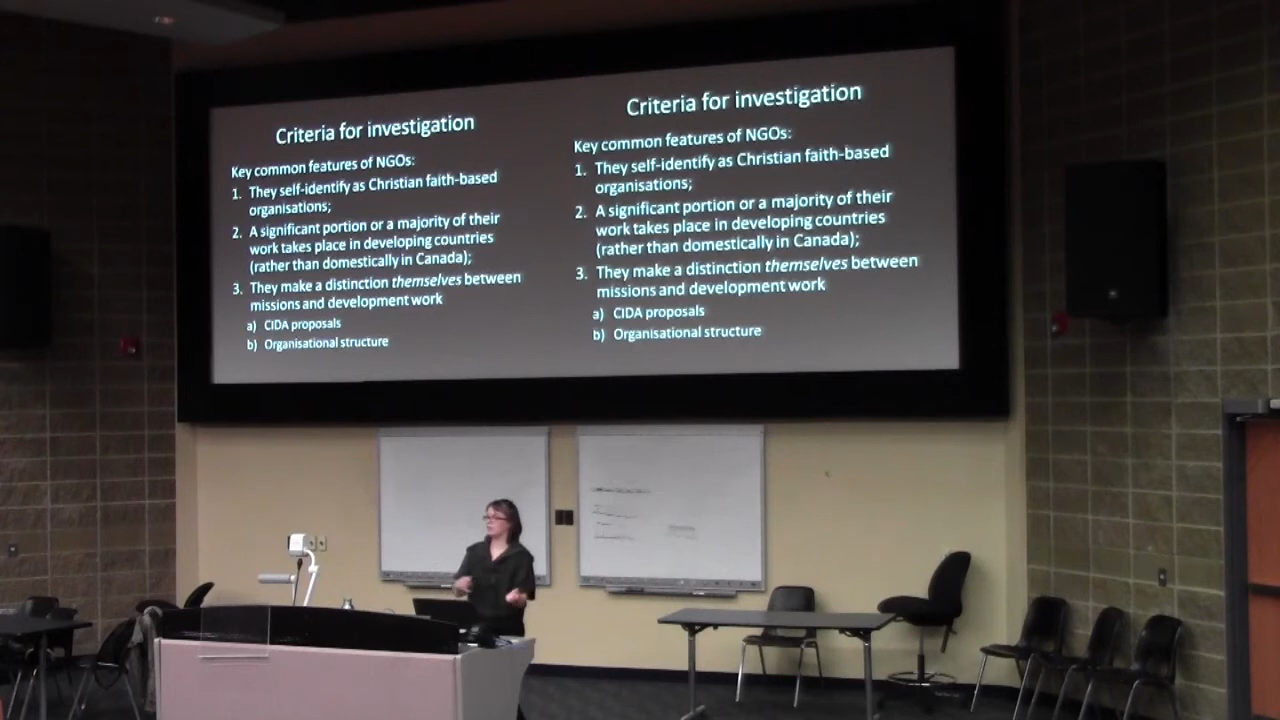 Criteria for investigation
Key common features of NGOs:
1. They self-identify as Christian faith-based
organisations;
2. A significant portion or a majority of their
work takes place in developing countries
(rather than domestically in Canada);
3. They make a distinction themselves between
missions and development work
a) CIDA proposals
b) Organisational structure
Criteria for investigation
Key common features of NGOs:
1. They self-identify as Christian faith-based
organisations;
2. A significant portion or a majority of their
work takes place in developing countries
(rather than domestically in Canada);
3. They make a distinction themselves between
missions and development work
a) CIDA proposals
b) Organisational structure